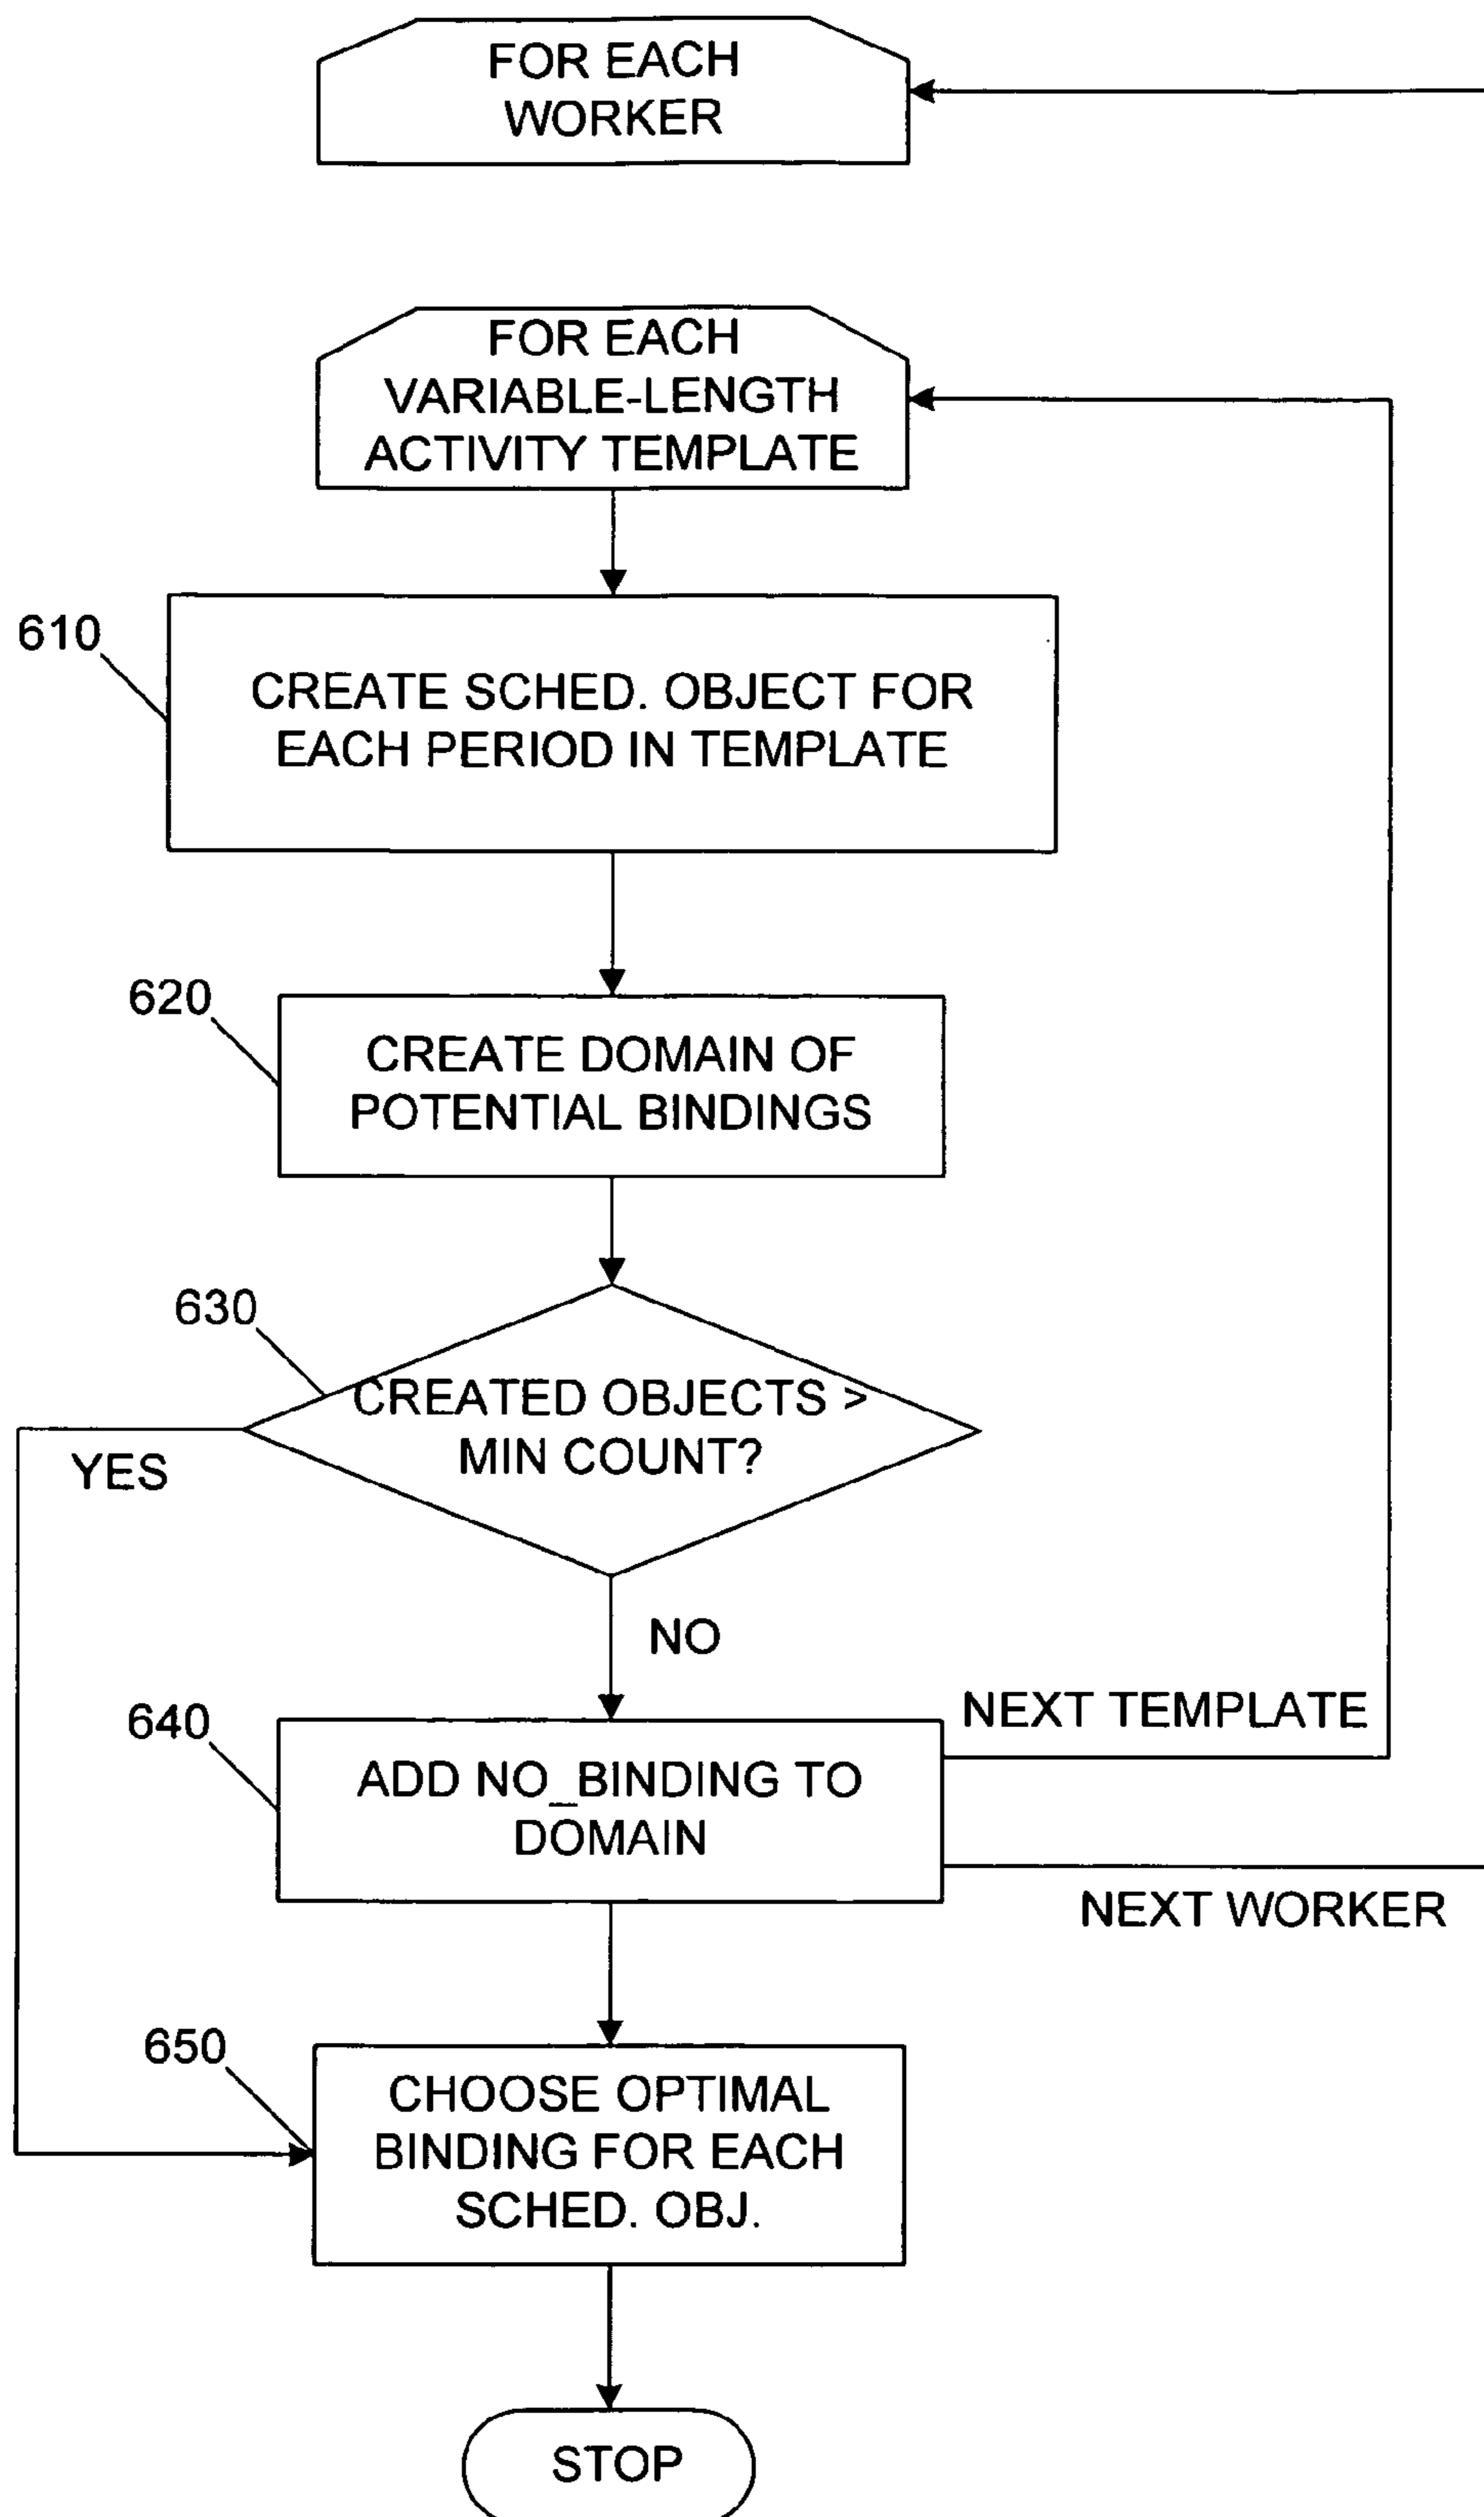 FOR EACH
WORKER
FOR EACH
VARIABLE-LENGTH
ACTIVITY TEMPLATE
610
CREATE SCHED. OBJECT FOR
EACH PERIOD IN TEMPLATE
620
CREATE DOMAIN OF
POTENTIAL BINDINGS
630
CREATED OBJECTS >
MIN COUNT?
YES
NO
640
ADD NO_BINDING TO
DOMAIN
NEXT TEMPLATE
NEXT WORKER
650
CHOOSE OPTIMAL
BINDING FOR EACH
SCHED. OBJ.
STOP